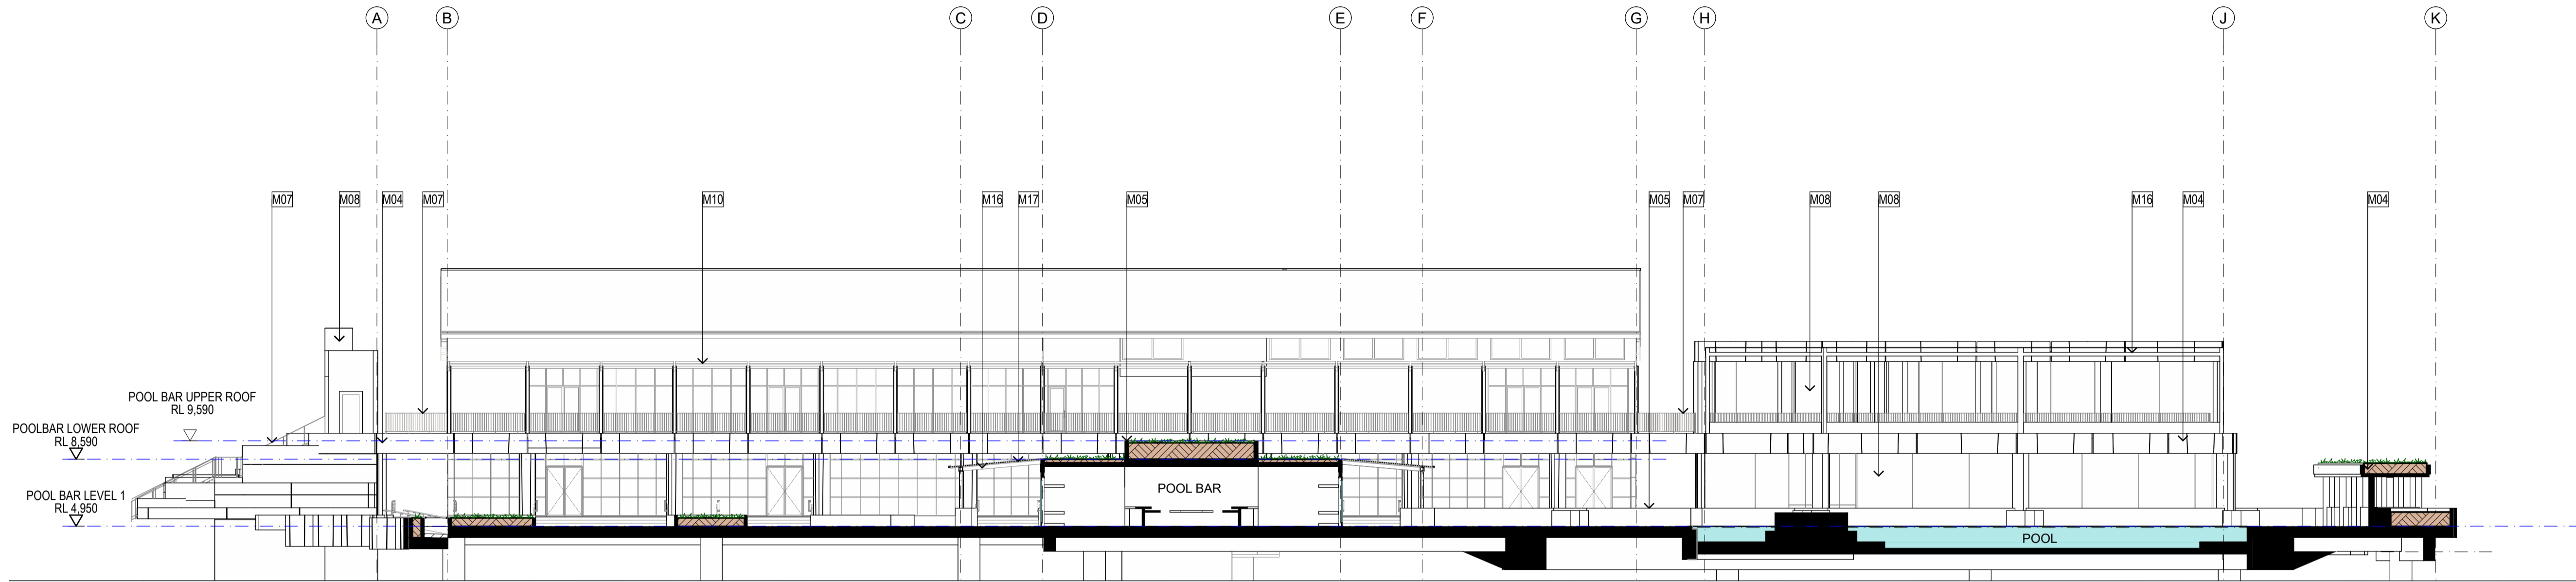 A B C D E F G H J K
M07 M08 M04 M07 M10 M16 M17 M05 M05 M07 M08 M08 M16 M04 M04
POOL BAR UPPER ROOF
RL 9,590
POOLBAR LOWER ROOF
RL 8,590
POOL BAR
POOL BAR LEVEL 1
RL 4,950
POOL